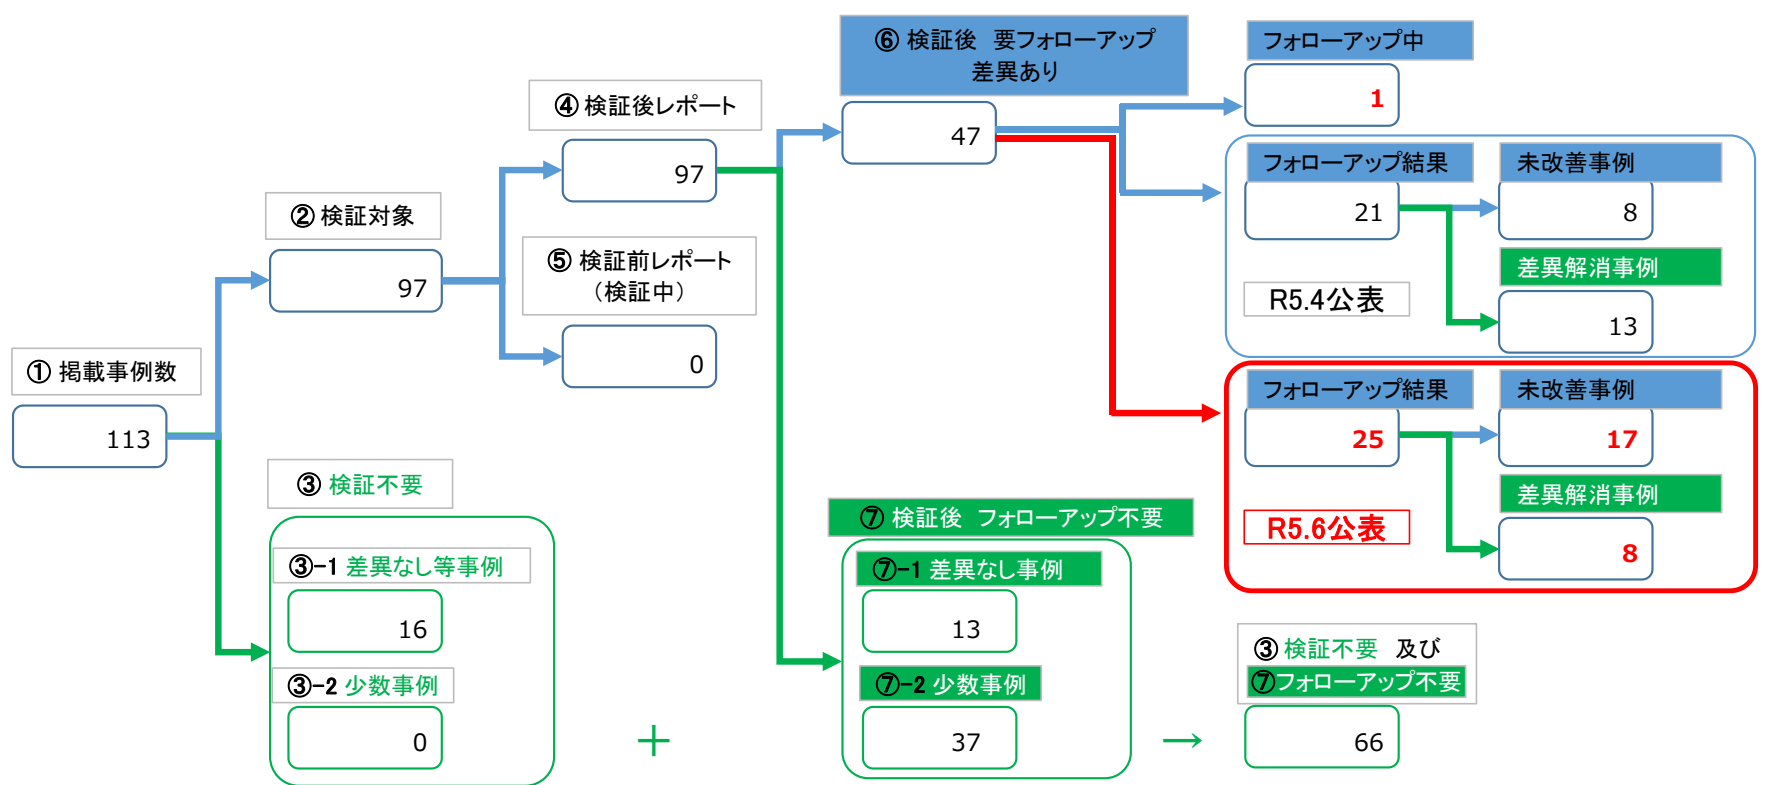 ① 掲載事例数
113
② 検証対象
97
③ 検証不要
③-1 差異なし等事例
16
③-2 少数事例
0
④ 検証後レポート
97
⑤ 検証前レポート
（検証中）
0
＋
⑥ 検証後　要フォローアップ
差異あり
47
⑦ 検証後　フォローアップ不要
⑦-1 差異なし事例
13
⑦-2 少数事例
37
→
フォローアップ中
1
フォローアップ結果
21
未改善事例
8
差異解消事例
13
R5.4公表
フォローアップ結果
25
未改善事例
17
差異解消事例
8
R5.6公表
③ 検証不要　及び
⑦フォローアップ不要
66